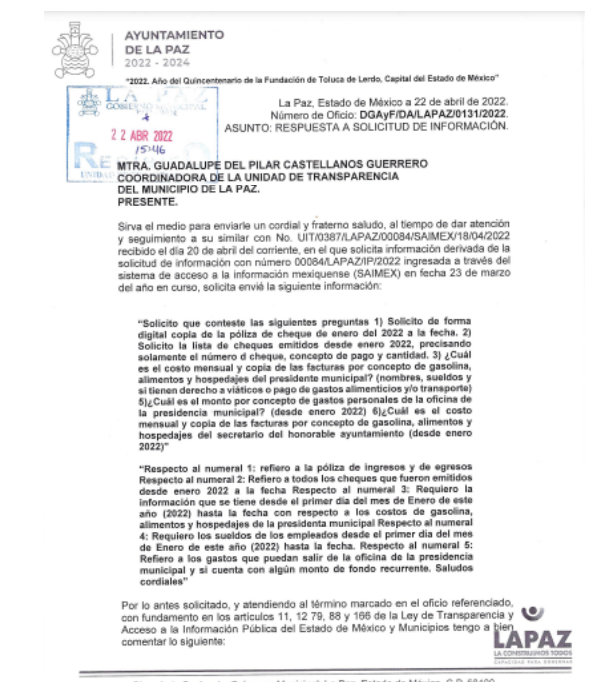 AYUNTAMIENTO
DE LA PAZ
2022 - 2024
"2022. Año del Quincentenario de la Fundación de Toluca de Lerdo, Capital del Estado de México"
LA PAZ
GOBIERNO MUNICIPAL
22 ABR 2022
15:46
UNIDAD
La Paz, Estado de México a 22 de abril de 2022.
Número de Oficio: DGAyF/DA/LAPAZ/0131/2022.
ASUNTO: RESPUESTA A SOLICITUD DE INFORMACIÓN.
MTRA. GUADALUPE DEL PILAR CASTELLANOS GUERRERO
COORDINADORA DE LA UNIDAD DE TRANSPARENCIA
DEL MUNICIPIO DE LA PAZ.
PRESENTE.
Sirva el medio para enviarle un cordial y fraterno saludo, al tiempo de dar atención
y seguimiento a su similar con No. UIT/0387/LAPAZ/00084/SAIMEX/18/04/2022
recibido el día 20 de abril del corriente, en el que solicita información derivada de la
solicitud de información con número 00084/LAPAZ/IP/2022 ingresada a través del
sistema de acceso a la información mexiquense (SAIMEX) en fecha 23 de marzo
del año en curso, solicita envié la siguiente información:
"Solicito que conteste las siguientes preguntas 1) Solicito de forma
digital copia de la póliza de cheque de enero del 2022 a la fecha. 2)
Solicito la lista de cheques emitidos desde enero 2022, precisando
solamente el número d cheque, concepto de pago y cantidad. 3) ¿Cuál
es el costo mensual y copia de las facturas por concepto de gasolina,
alimentos y hospedajes del presidente municipal? (nombres, sueldos y
si tienen derecho a viáticos o pago de gastos alimenticios y/o transporte)
5)¿Cuál es el monto por concepto de gastos personales de la oficina de
la presidencia municipal? (desde enero 2022) 6)¿Cuál es el costo
mensual y copia de las facturas por concepto de gasolina, alimentos y
hospedajes del secretario del honorable ayuntamiento (desde enero
2022)"
"Respecto al numeral 1: refiero a la póliza de ingresos y de egresos
Respecto al numeral 2: Refiero a todos los cheques que fueron emitidos
desde enero 2022 a la fecha Respecto al numeral 3: Requiero la
información que se tiene desde el primer día del mes de Enero de este
año (2022) hasta la fecha con respecto a los costos de gasolina,
alimentos y hospedajes de la presidenta municipal Respecto al numeral
4: Requiero los sueldos de los empleados desde el primer día del mes
de Enero de este año (2022) hasta la fecha. Respecto al numeral 5:
Refiero a los gastos que puedan salir de la oficina de la presidencia
municipal y si cuenta con algún monto de fondo recurrente. Saludos
cordiales"
Por lo antes solicitado, y atendiendo al término marcado en el oficio referenciado,
con fundamento en los artículos 11, 12 79, 88 y 166 de la Ley de Transparencia y
Acceso a la Información Pública del Estado de México y Municipios tengo a bien
comentar lo siguiente:
LAPAZ
LA CONSTRUIMOS TODOS
CAPACIDAD PARA GOBERNAR